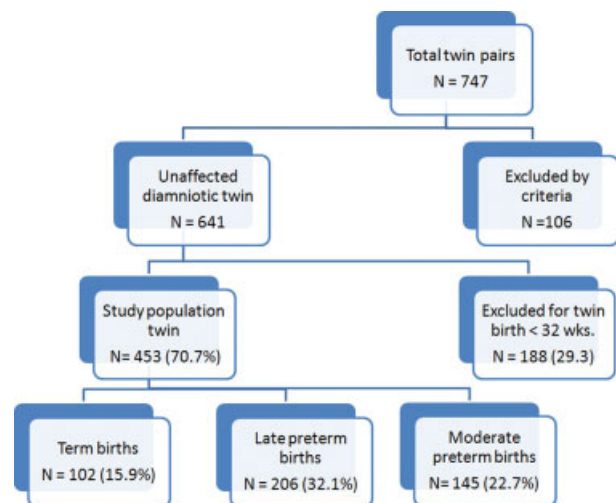 Total twin pairs
N = 747
Unaffected
diamniotic twin
N = 641
Excluded by
criteria
N =106
Study population
twin
N= 453 (70.7%)
Excluded for twin
birth < 32 wks.
N = 188 (29.3)
Term births
N = 102 (15.9%)
Late preterm
births
N = 206 (32.1%)
Moderate
preterm births
N= 145 (22.7%)